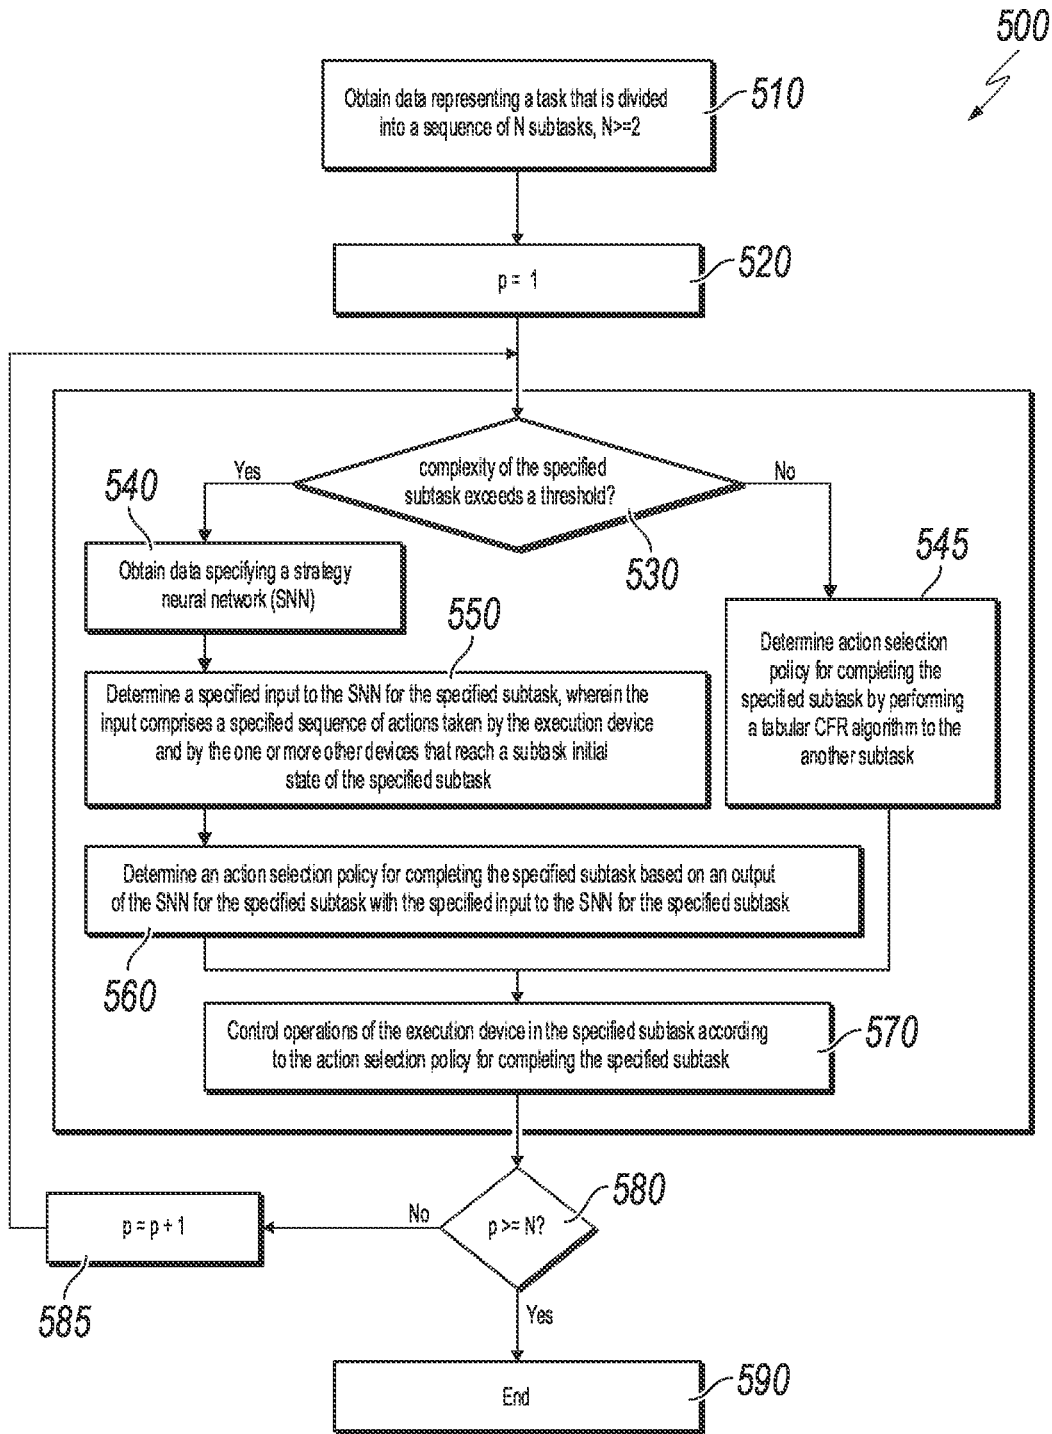 500
Obtain data representing a task that is divided
into a sequence of N subtasks, N>=2
510
p = 1
520
complexity of the specified
subtask exceeds a threshold?
Yes
No
530
540
Obtain data specifying a strategy
neural network (SNN)
545
Determine action selection
policy for completing the
specified subtask by performing
a tabular CFR algorithm to the
another subtask
550
Determine a specified input to the SNN for the specified subtask, wherein the
input comprises a specified sequence of actions taken by the execution device
and by the one or more other devices that reach a subtask initial
state of the specified subtask
Determine an action selection policy for completing the specified subtask based on an output
of the SNN for the specified subtask with the specified input to the SNN for the specified subtask
560
Control operations of the execution device in the specified subtask according
to the action selection policy for completing the specified subtask
570
p >= N?
580
No
p = p + 1
585
Yes
End
590